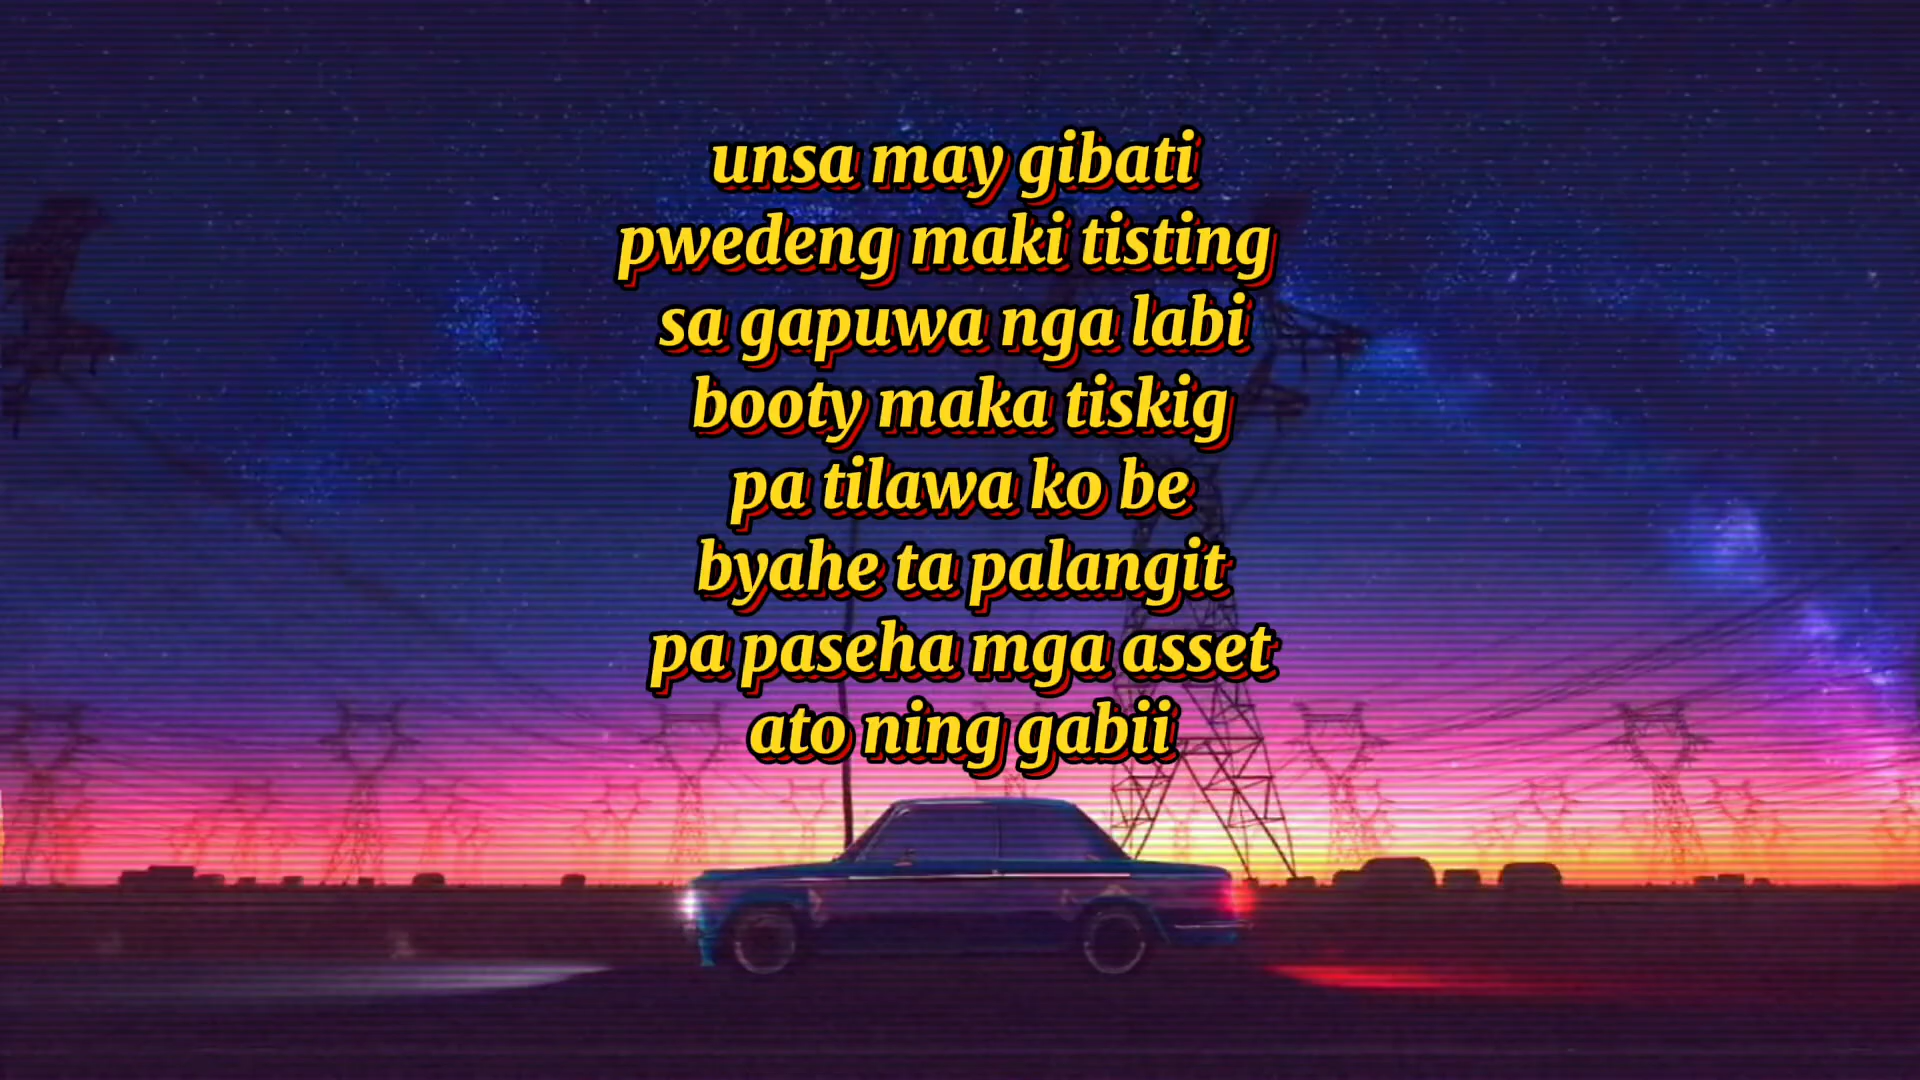 unsa may gibati
pwedeng maki tisting
sa gapuwa nga labi
booty maka tiskig
pa tilawa ko be
byahe ta palangit
pa paseha mga asset
ato ning gabii